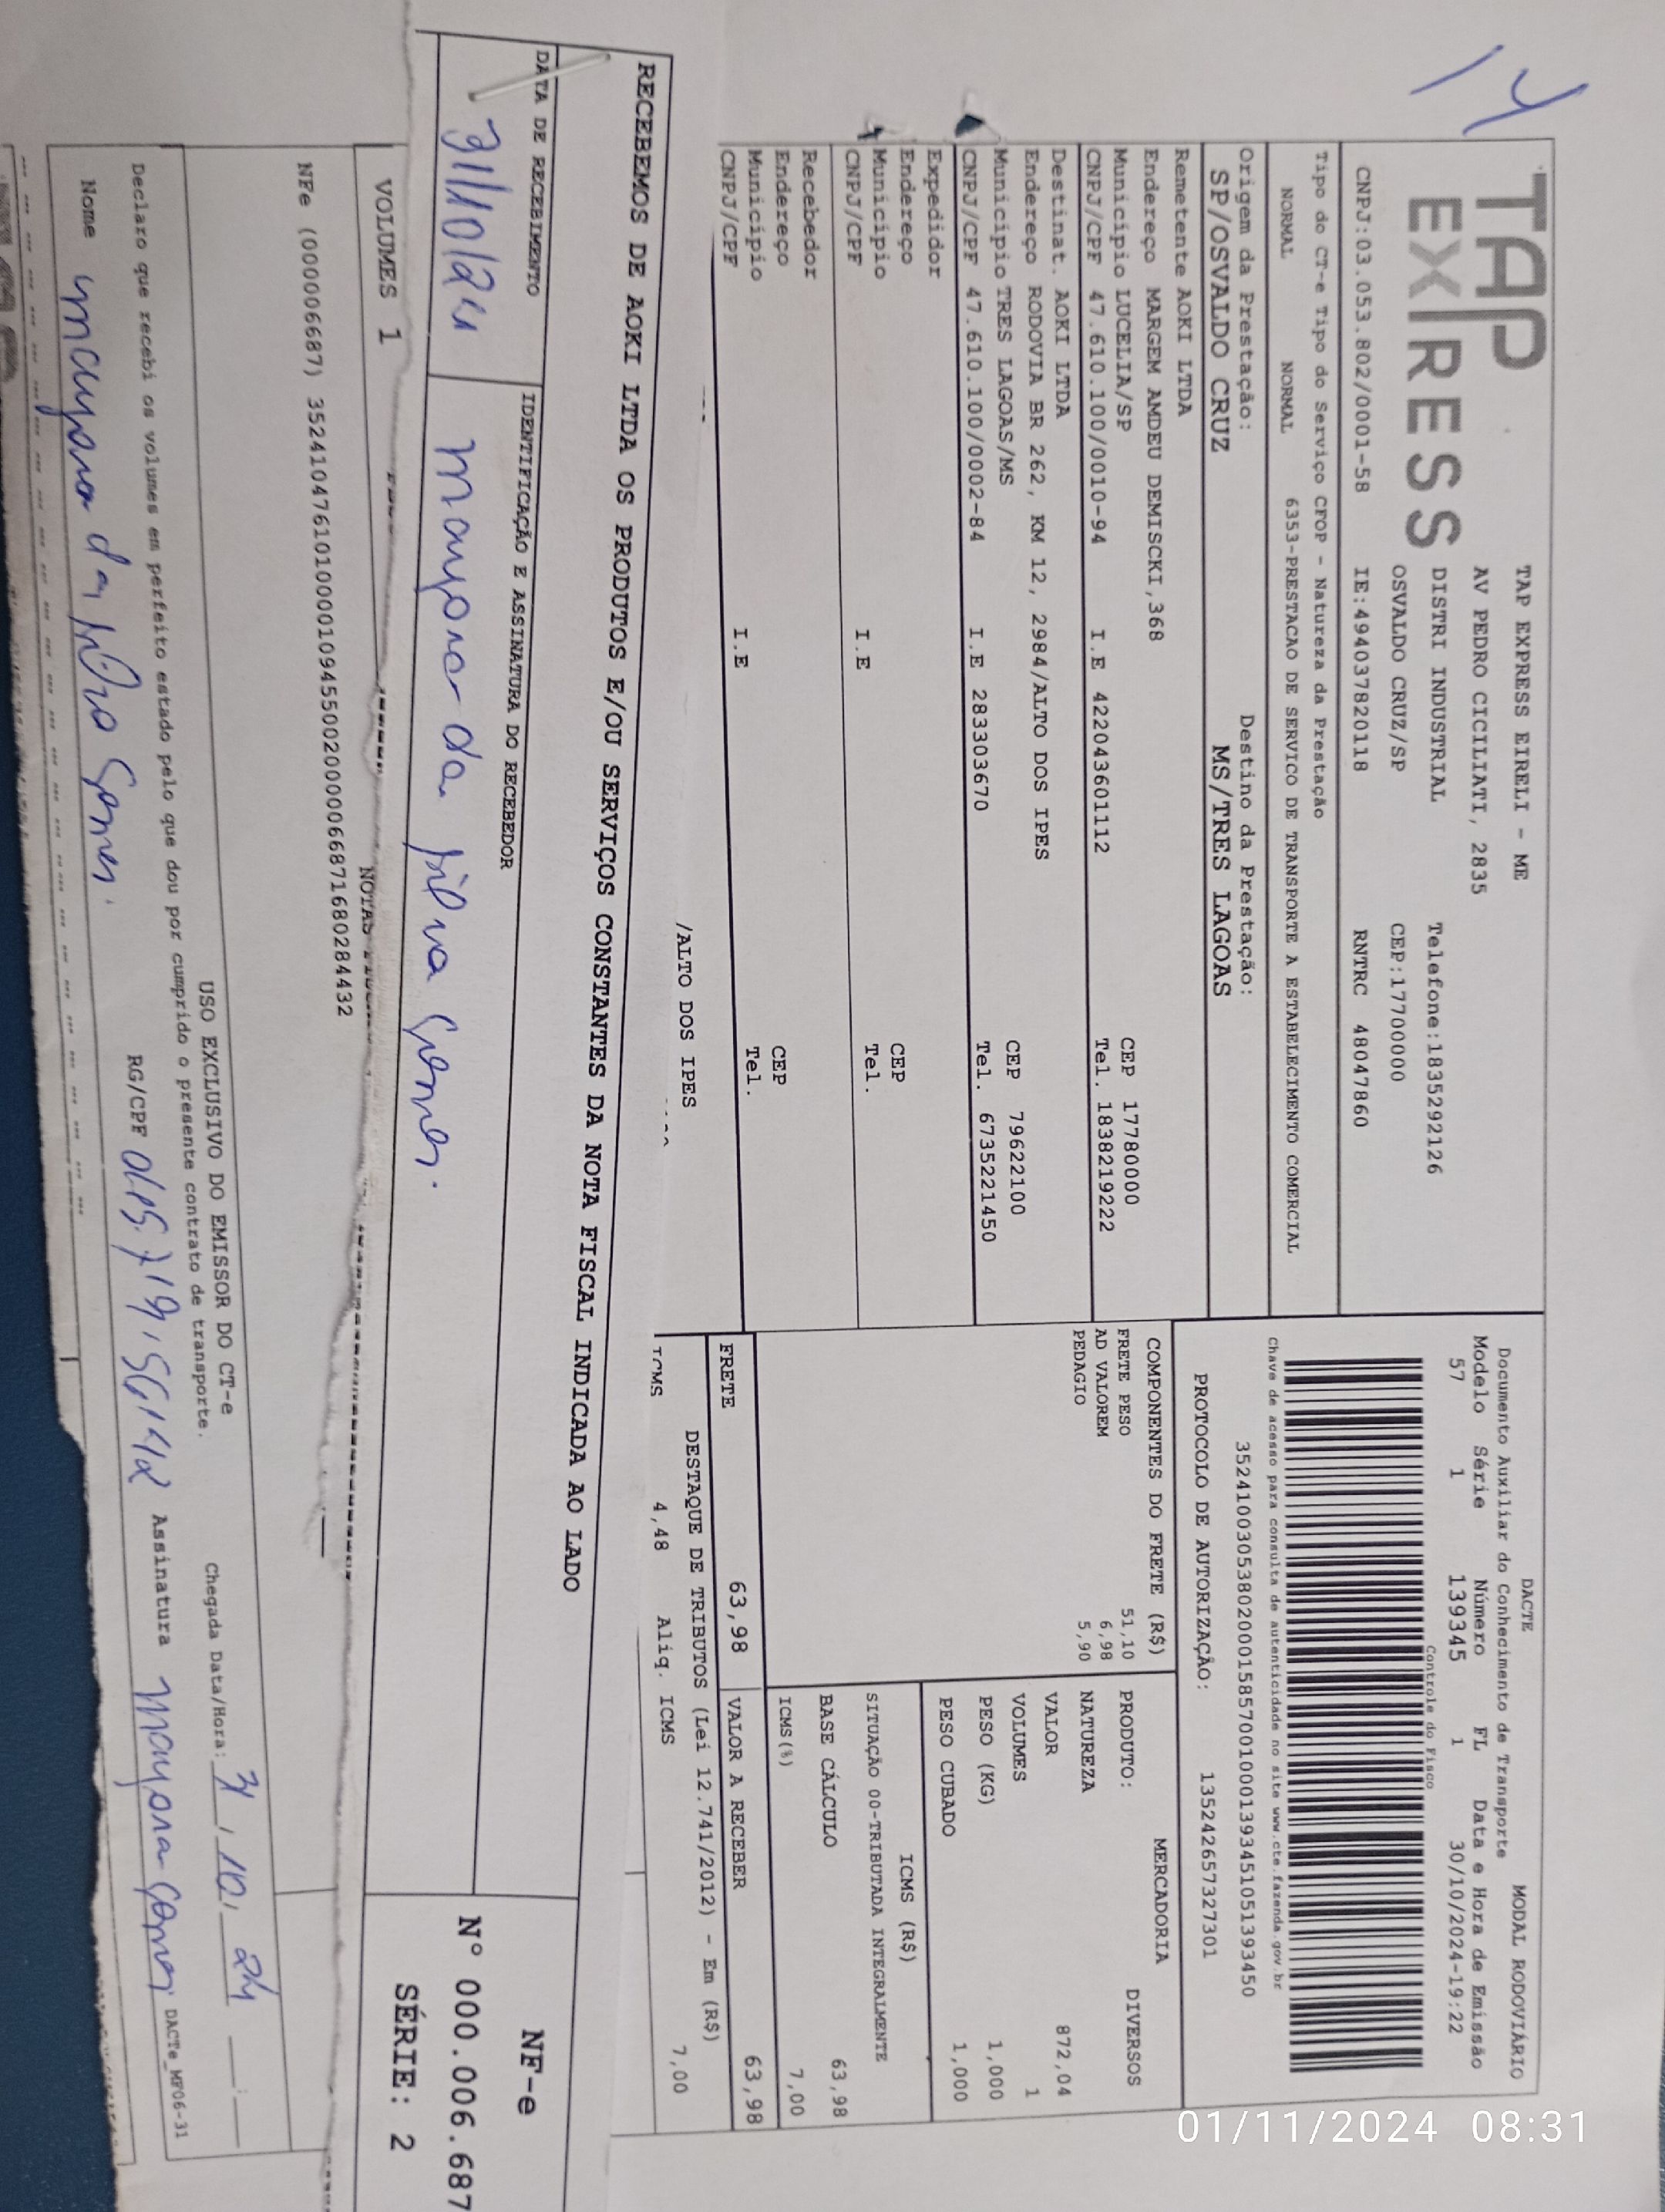 14
TAP
EXPRESS
TAP EXPRESS EIRELI - ME
AV PEDRO CICILIATI, 2835
DISTRI INDUSTRIAL Telefone:1835292126
OSVALDO CRUZ/SP CEP:17700000
CNPJ:03.053.802/0001-58 IE:494037820118 RNTRC 48047860
Tipo do CT-e Tipo do Serviço CFOP - Natureza da Prestação
NORMAL NORMAL 6353-PRESTACAO DE SERVICO DE TRANSPORTE A ESTABELECIMENTO COMERCIAL
Origem da Prestação: Destino da Prestação:
SP/OSVALDO CRUZ MS/TRES LAGOAS
Remetente AOKI LTDA
Endereço MARGEM AMDEU DEMISCKI,368
Município LUCELIA/SP CEP 17780000
CNPJ/CPF 47.610.100/0010-94 I.E 422043601112 Tel. 1838219222
Destinat. AOKI LTDA
Endereço RODOVIA BR 262, KM 12, 2984/ALTO DOS IPES
Município TRES LAGOAS/MS CEP 79622100
CNPJ/CPF 47.610.100/0002-84 I.E 283303670 Tel. 6735221450
Expedidor
Endereço
Município CEP
CNPJ/CPF I.E Tel.
Recebedor
Endereço
Município CEP
CNPJ/CPF I.E Tel.
/ALTO DOS IPES
DACTE MODAL RODOVIÁRIO
Documento Auxiliar do Conhecimento de Transporte
Modelo Série Número FL Data e Hora de Emissão
57 1 139345 1 30/10/2024-19:22
Controle do Fisco
Chave de acesso para consulta de autenticidade no site www.cte.fazenda.gov.br
35241003053802000158570010001393451051393450
PROTOCOLO DE AUTORIZAÇÃO: 135242657327301
COMPONENTES DO FRETE (R$)
FRETE PESO 51,10
AD VALOREM 6,98
PEDAGIO 5,90
MERCADORIA
PRODUTO: DIVERSOS
NATUREZA
VALOR 872,04
VOLUMES 1
PESO (KG) 1,000
PESO CUBADO 1,000
ICMS (R$)
SITUAÇÃO 00-TRIBUTADA INTEGRALMENTE
BASE CÁLCULO 63,98
ICMS(%) 7,00
FRETE 63,98 VALOR A RECEBER 63,98
DESTAQUE DE TRIBUTOS (Lei 12.741/2012) - Em (R$)
ICMS 4,48 Aliq. ICMS 7,00
RECEBEMOS DE AOKI LTDA OS PRODUTOS E/OU SERVIÇOS CONSTANTES DA NOTA FISCAL INDICADA AO LADO
DATA DE RECEBIMENTO IDENTIFICAÇÃO E ASSINATURA DO RECEBEDOR
31/10/24 Mayara da Silva Gomes.
NF-e
N° 000.006.687
SÉRIE: 2
VOLUMES 1
NOTAS
NFe (000006687) 35241047610100001094550020000066871680284432
USO EXCLUSIVO DO EMISSOR DO CT-e
Declaro que recebi os volumes em perfeito estado pelo que dou por cumprido o presente contrato de transporte.
Chegada Data/Hora: 31 / 10 / 24 __:__
Nome Mayara da Silva Gomes. RG/CPF Assinatura Mayara Gomes.
DACTe_MF06-31
01/11/2024 08:31